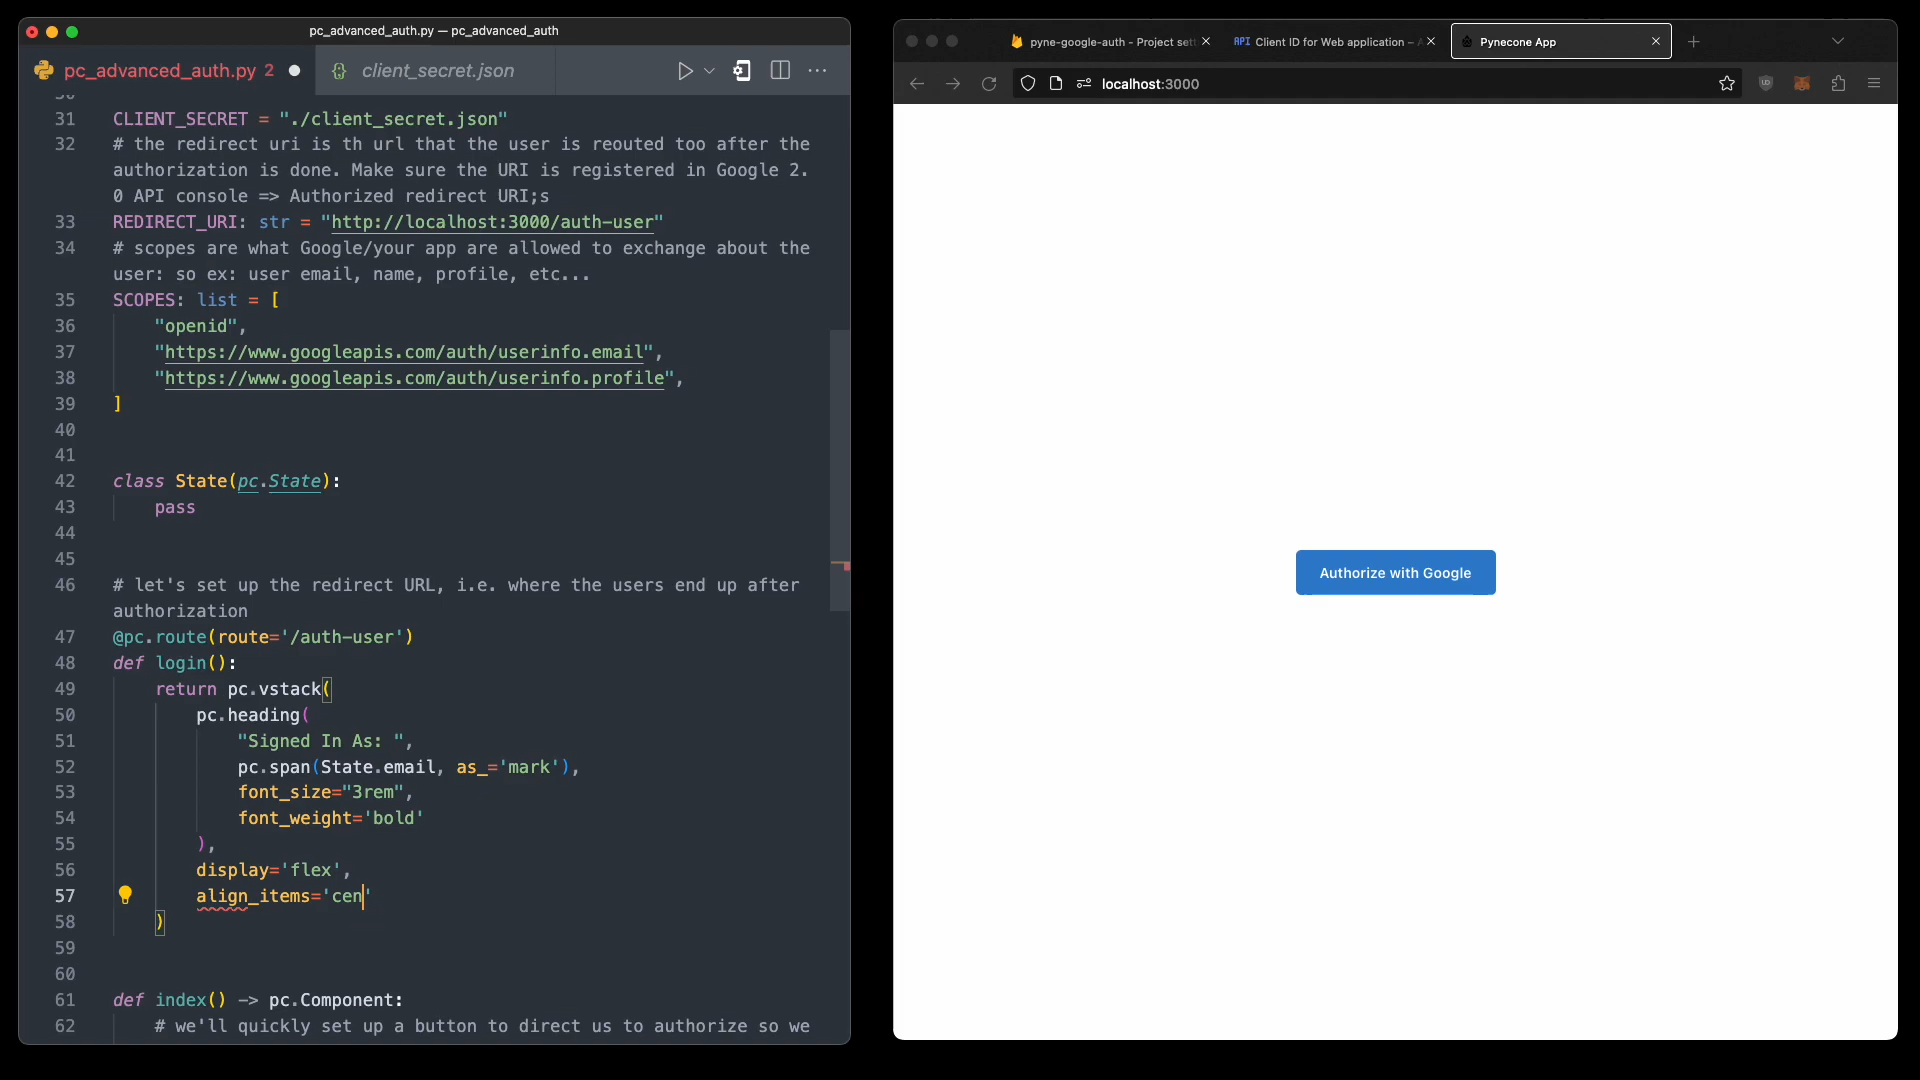 pc_advanced_auth.py — pc_advanced_auth
pc_advanced_auth.py 2
client_secret.json
31 CLIENT_SECRET = "./client_secret.json"
32 # the redirect uri is th url that the user is reouted too after the
authorization is done. Make sure the URI is registered in Google 2.
0 API console => Authorized redirect URI;s
33 REDIRECT_URI: str = "http://localhost:3000/auth-user"
34 # scopes are what Google/your app are allowed to exchange about the
user: so ex: user email, name, profile, etc...
35 SCOPES: list = [
36 "openid",
37 "https://www.googleapis.com/auth/userinfo.email",
38 "https://www.googleapis.com/auth/userinfo.profile",
39 ]
40
41
42 class State(pc.State):
43 pass
44
45
46 # let's set up the redirect URL, i.e. where the users end up after
authorization
47 @pc.route(route='/auth-user')
48 def login():
49 return pc.vstack(
50 pc.heading(
51 "Signed In As: ",
52 pc.span(State.email, as_='mark'),
53 font_size="3rem",
54 font_weight='bold'
55 ),
56 display='flex',
57 align_items='cen'
58 )
59
60
61 def index() -> pc.Component:
62 # we'll quickly set up a button to direct us to authorize so we
pyne-google-auth - Project set
API Client ID for Web application –
Pynecone App
localhost:3000
Authorize with Google